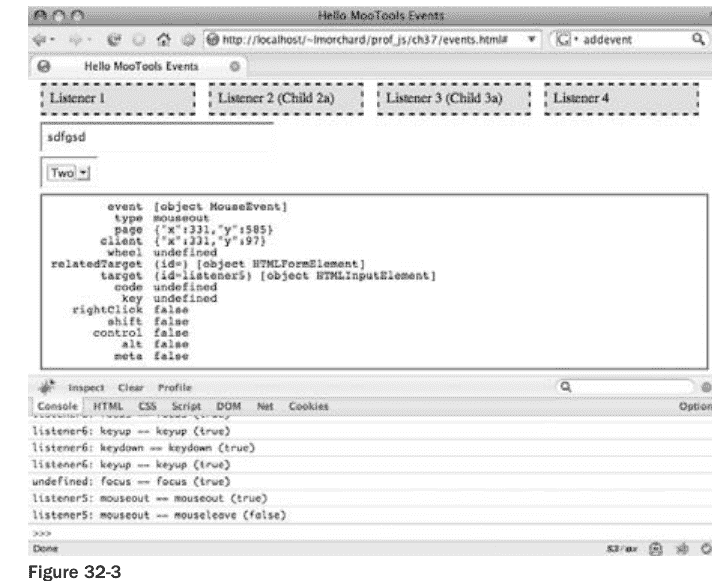 Hello MooTools Events
http://localhost/~lmorchard/prof_js/ch37/events.html#
addevent
Hello MooTools Events
Listener 1
Listener 2 (Child 2a)
Listener 3 (Child 3a)
Listener 4
sdfgsd
Two
event [object MouseEvent]
type mouseout
page {"x":331,"y":585}
client {"x":331,"y":97}
wheel undefined
relatedTarget (id=) [object HTMLFormElement]
target (id=listener5) [object HTMLInputElement]
code undefined
key undefined
rightClick false
shift false
control false
alt false
meta false
Inspect Clear Profile
Console HTML CSS Script DOM Net Cookies Option
listener6: keyup -- keyup (true)
listener6: keydown -- keydown (true)
listener6: keyup -- keyup (true)
undefined: focus -- focus (true)
listener5: mouseout -- mouseout (true)
listener5: mouseout -- mouseleave (false)
>>>
Done
Figure 32-3